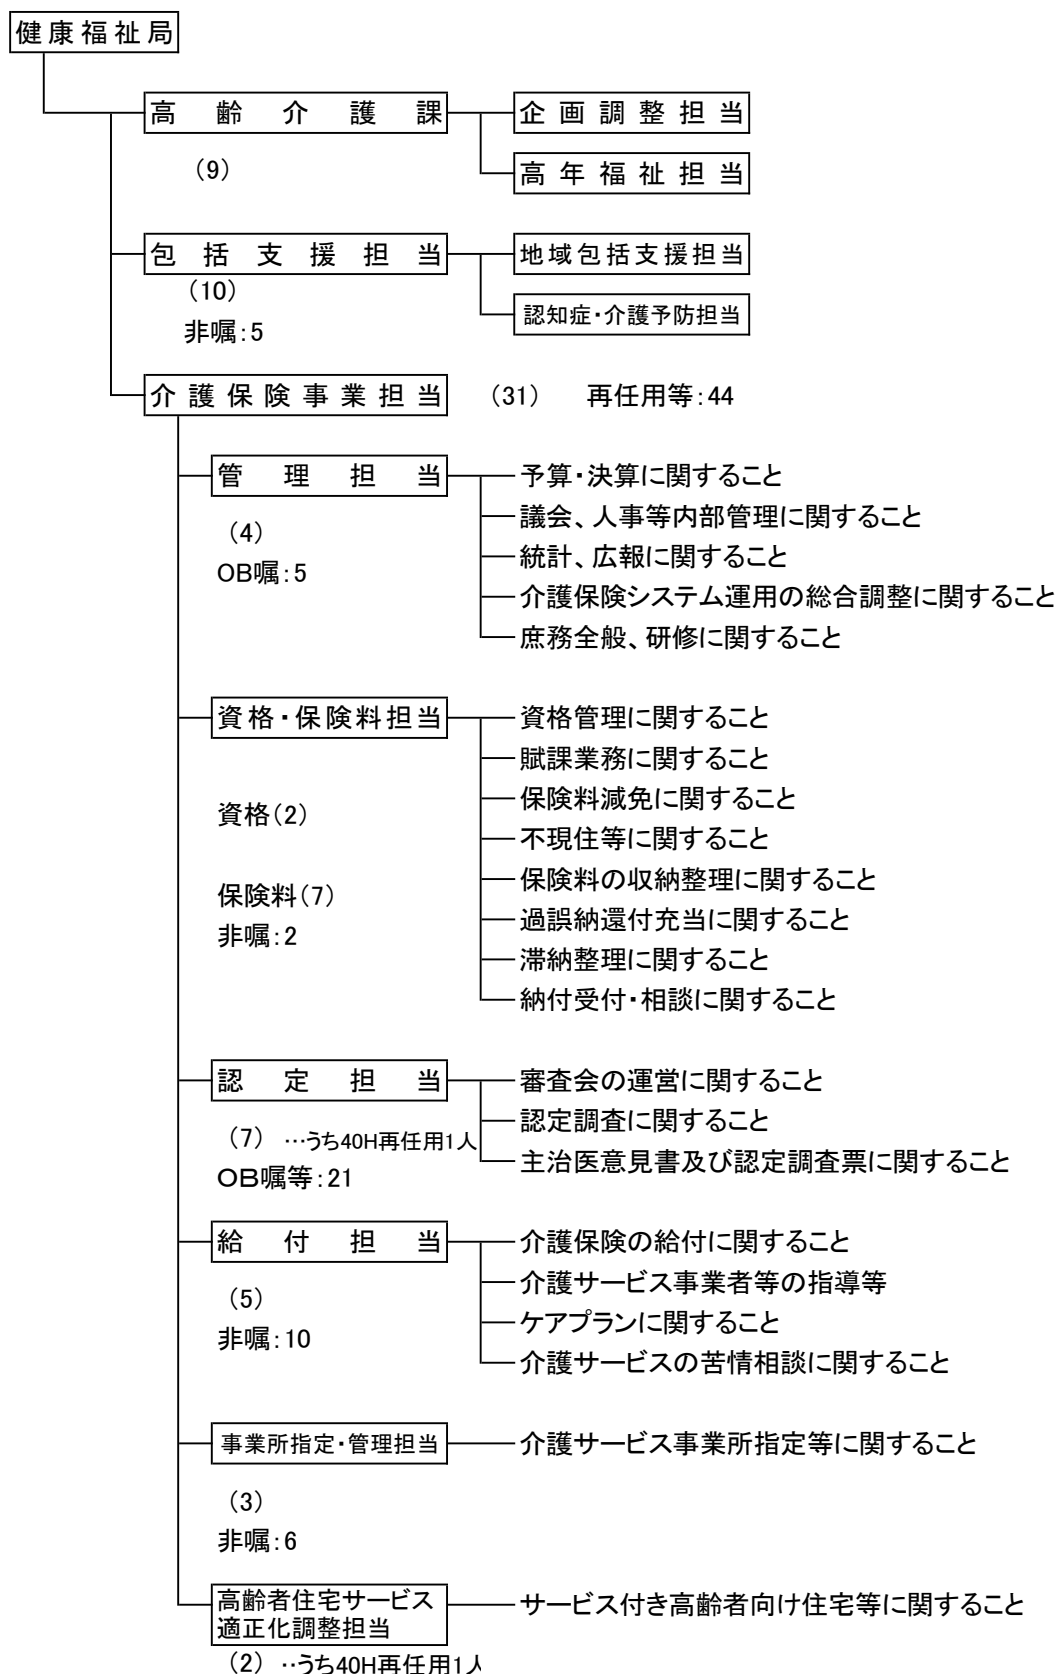 健康福祉局
高齢介護課
企画調整担当
(9)
高年福祉担当
包括支援担当
地域包括支援担当
(10)
非嘱:5
認知症・介護予防担当
介護保険事業担当
(31) 再任用等:44
管理担当
予算・決算に関すること
議会、人事等内部管理に関すること
(4)
統計、広報に関すること
OB嘱:5
介護保険システム運用の総合調整に関すること
庶務全般、研修に関すること
資格・保険料担当
資格管理に関すること
賦課業務に関すること
保険料減免に関すること
資格(2)
不現住等に関すること
保険料の収納整理に関すること
保険料(7)
過誤納還付充当に関すること
非嘱:2
滞納整理に関すること
納付受付・相談に関すること
認定担当
審査会の運営に関すること
認定調査に関すること
(7) …うち40H再任用1人
主治医意見書及び認定調査票に関すること
OB嘱等:21
給付担当
介護保険の給付に関すること
介護サービス事業者等の指導等
(5)
ケアプランに関すること
非嘱:10
介護サービスの苦情相談に関すること
事業所指定・管理担当
介護サービス事業所指定等に関すること
(3)
非嘱:6
高齢者住宅サービス
適正化調整担当
サービス付き高齢者向け住宅等に関すること
(2) ‥うち40H再任用1人